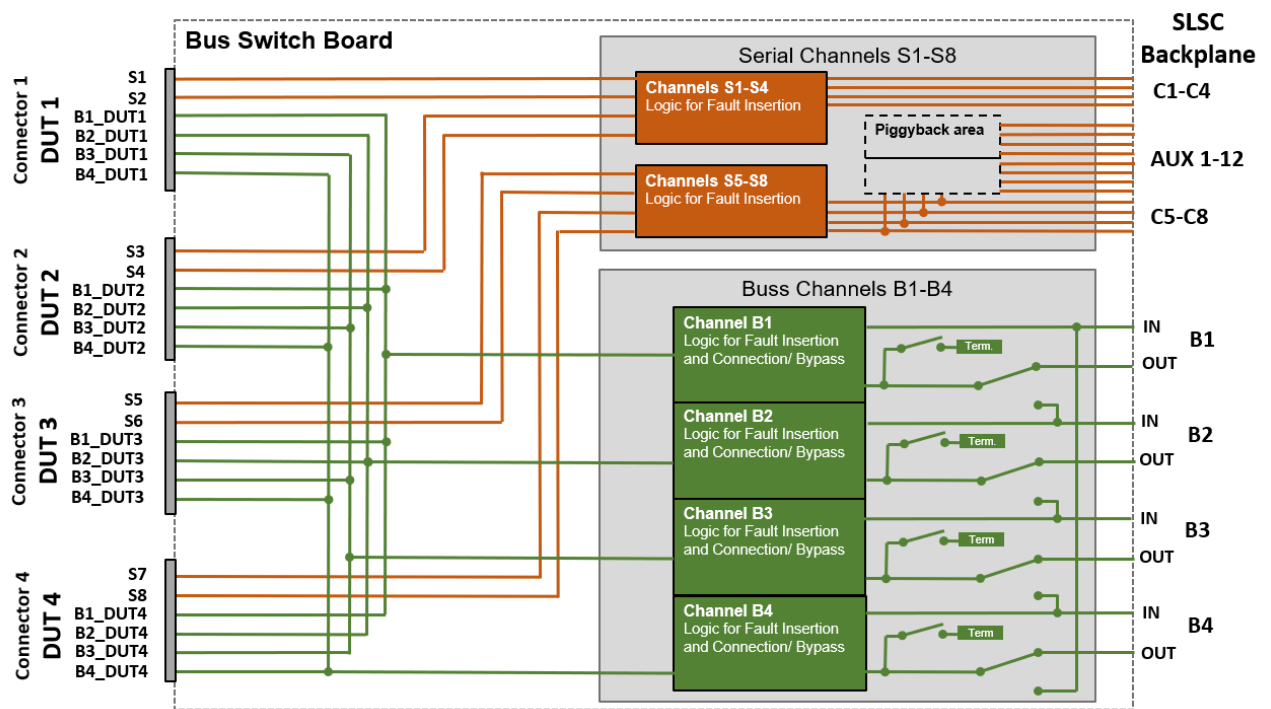 Bus Switch Board
SLSC
Backplane
Connector 1
DUT 1
S1
S2
B1_DUT1
B2_DUT1
B3_DUT1
B4_DUT1
Connector 2
DUT 2
S3
S4
B1_DUT2
B2_DUT2
B3_DUT2
B4_DUT2
Connector 3
DUT 3
S5
S6
B1_DUT3
B2_DUT3
B3_DUT3
B4_DUT3
Connector 4
DUT 4
S7
S8
B1_DUT4
B2_DUT4
B3_DUT4
B4_DUT4
Serial Channels S1-S8
Channels S1-S4
Logic for Fault Insertion
Piggyback area
Channels S5-S8
Logic for Fault Insertion
C1-C4
AUX 1-12
C5-C8
Buss Channels B1-B4
Channel B1
Logic for Fault Insertion
and Connection/ Bypass
Term.
IN
B1
OUT
Channel B2
Logic for Fault Insertion
and Connection/ Bypass
Term.
IN
B2
OUT
Channel B3
Logic for Fault Insertion
and Connection/ Bypass
Term.
IN
B3
OUT
Channel B4
Logic for Fault Insertion
and Connection/ Bypass
Term
IN
B4
OUT